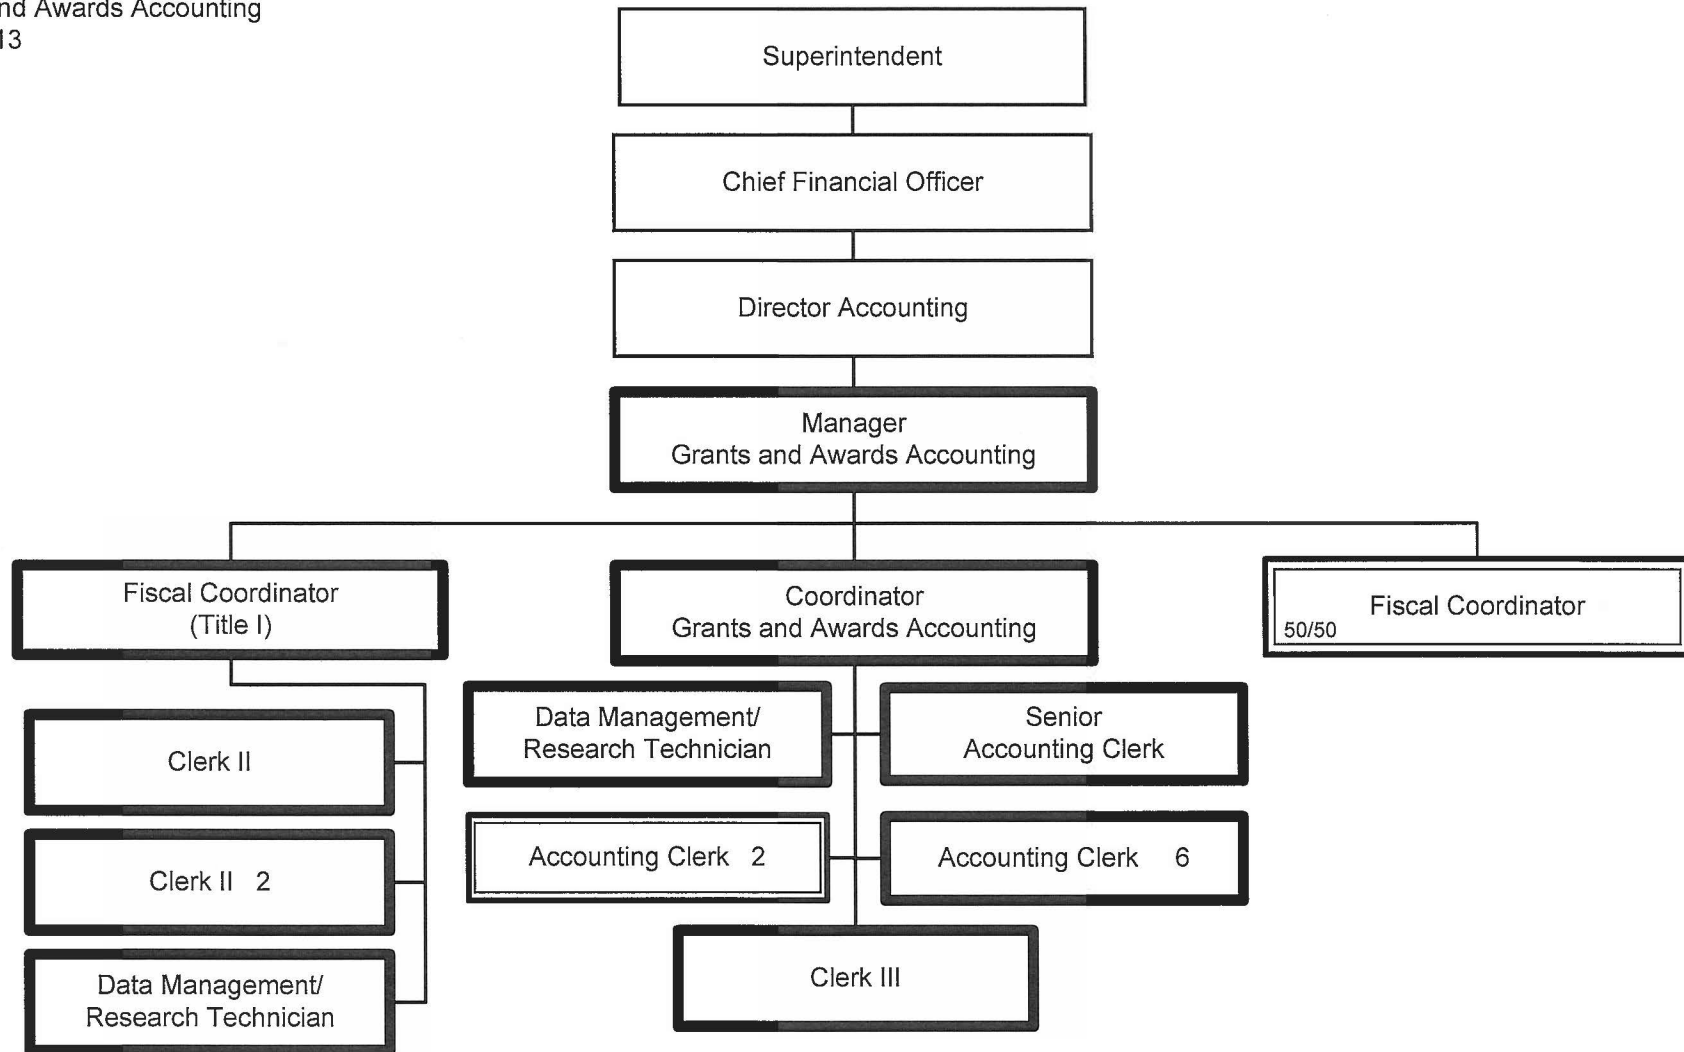 and Awards Accounting
13
Superintendent
Chief Financial Officer
Director Accounting
Manager
Grants and Awards Accounting
Fiscal Coordinator
(Title I)
Coordinator
Grants and Awards Accounting
Fiscal Coordinator
50/50
Data Management/
Research Technician
Senior
Accounting Clerk
Clerk II
Accounting Clerk 2
Accounting Clerk 6
Clerk II 2
Data Management/
Research Technician
Clerk III